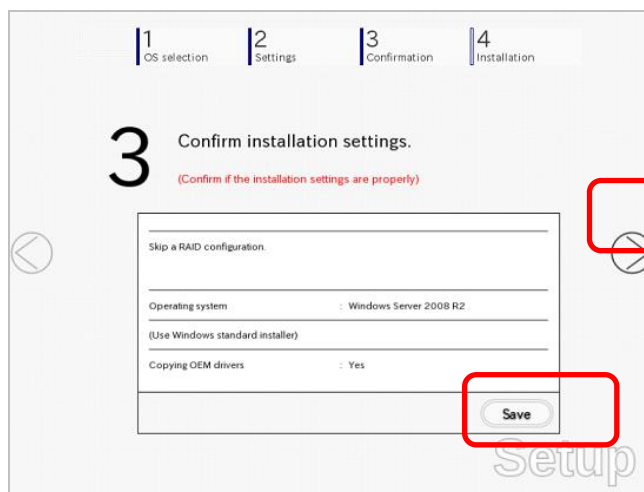 1
OS selection
2
Settings
3
Confirmation
4
Installation
3
Confirm installation settings.
(Confirm if the installation settings are properly)
Skip a RAID configuration.
Operating system : Windows Server 2008 R2
(Use Windows standard installer)
Copying OEM drivers : Yes
Save
Setup